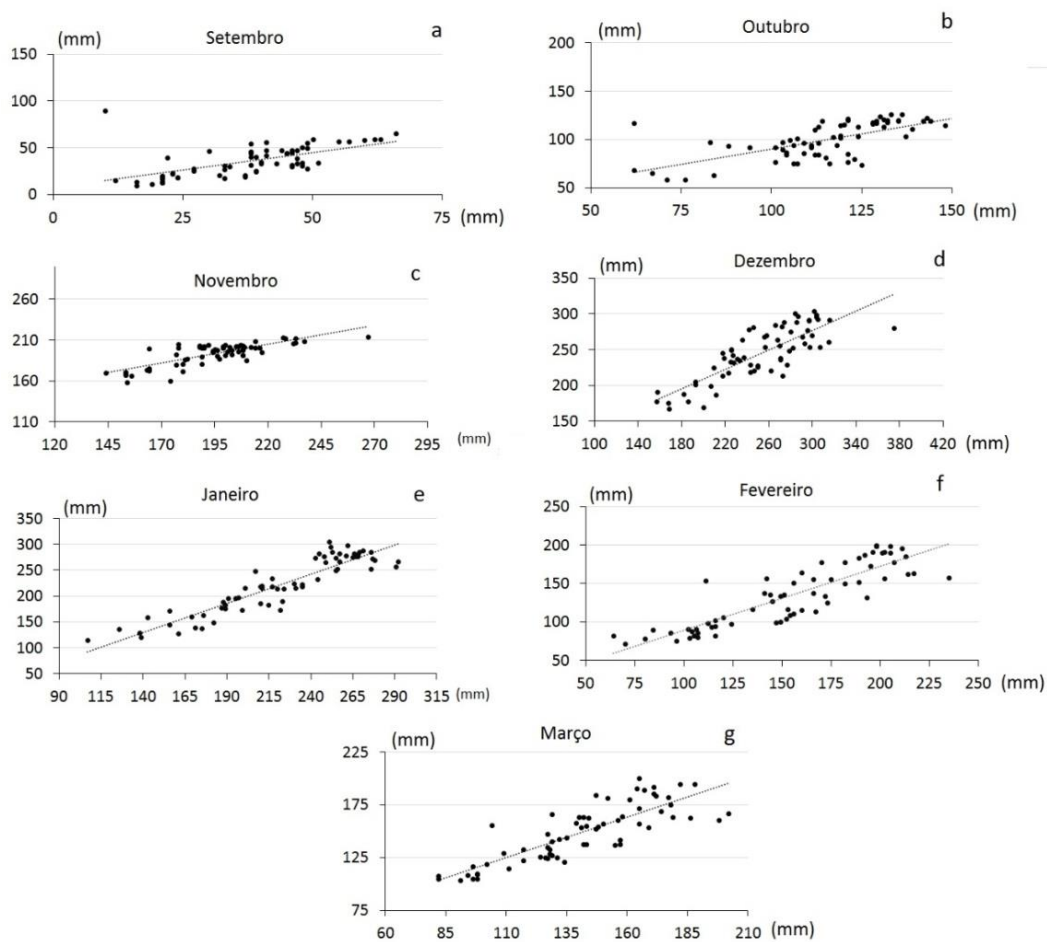 (mm) Setembro a
150
100
50
0
0 25 50 75 (mm)
(mm) Outubro b
200
150
100
50
50 75 100 125 150
(mm)
Novembro c
260
210
160
110
120 145 170 195 220 245 270 295 (mm)
(mm) Dezembro d
350
300
250
200
150
100 140 180 220 260 300 340 380 420
(mm)
(mm) Janeiro e
350
300
250
200
150
100
50
90 115 140 165 190 215 240 265 290 315 (mm)
(mm) Fevereiro f
200
150
100
50
0
50 75 100 125 150 175 200 225 250
(mm)
(mm) Março g
225
175
125
75
60 85 110 135 160 185 210
(mm)